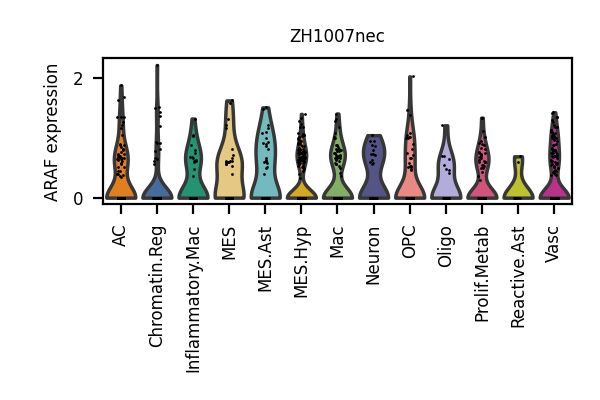 ZH1007nec
ARAF expression
2
0
AC
Chromatin.Reg
Inflammatory.Mac
MES
MES.Ast
MES.Hyp
Mac
Neuron
OPC
Oligo
Prolif.Metab
Reactive.Ast
Vasc